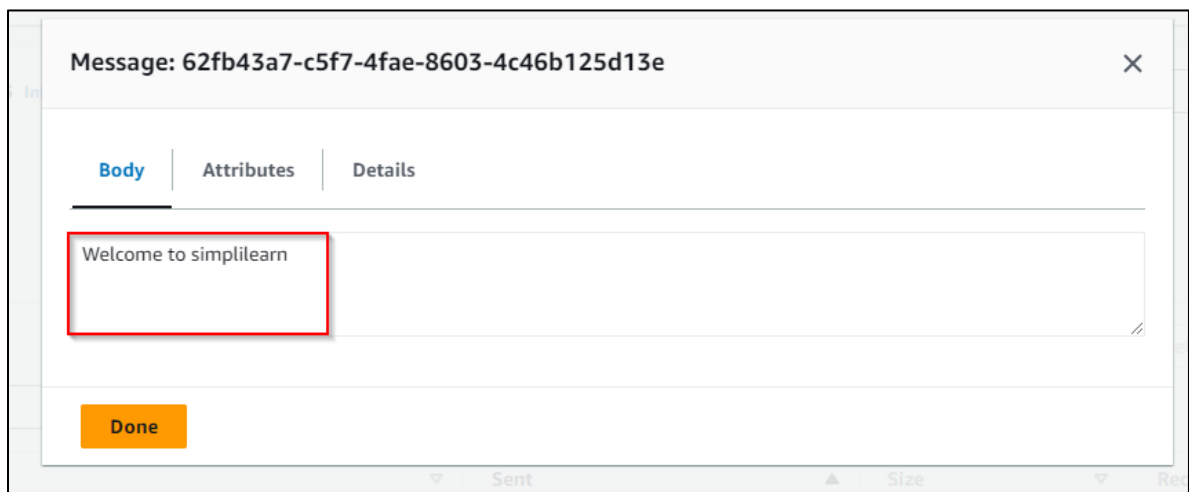 Message: 62fb43a7-c5f7-4fae-8603-4c46b125d13e
Body Attributes Details
Welcome to simplilearn
Done
Sent Size